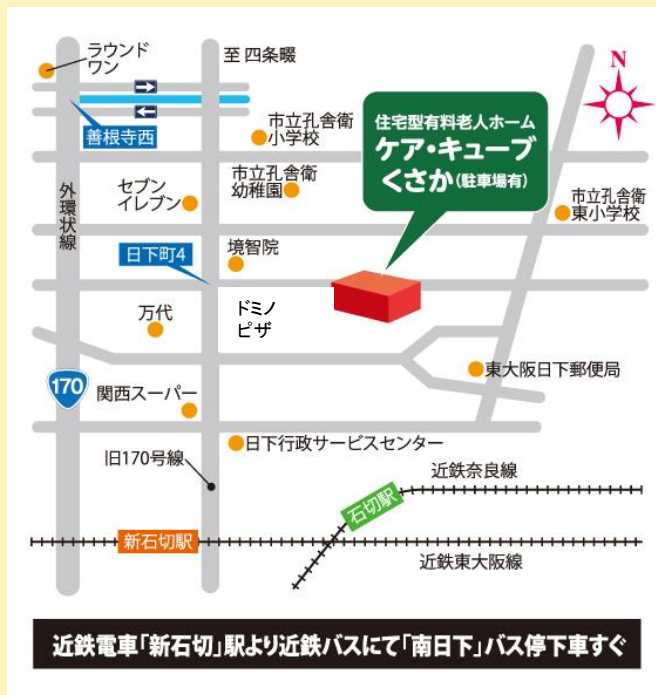 ラウンド
ワン
至 四条畷
N
善根寺西
市立孔舎衛
小学校
住宅型有料老人ホーム
ケア・キューブ
くさか(駐車場有)
外環状線
セブン
イレブン
市立孔舎衛
幼稚園
市立孔舎衛
東小学校
日下町4
境智院
万代
ドミノ
ピザ
170
関西スーパー
東大阪日下郵便局
日下行政サービスセンター
旧170号線
近鉄奈良線
石切駅
新石切駅
近鉄東大阪線
近鉄電車「新石切」駅より近鉄バスにて「南日下」バス停下車すぐ